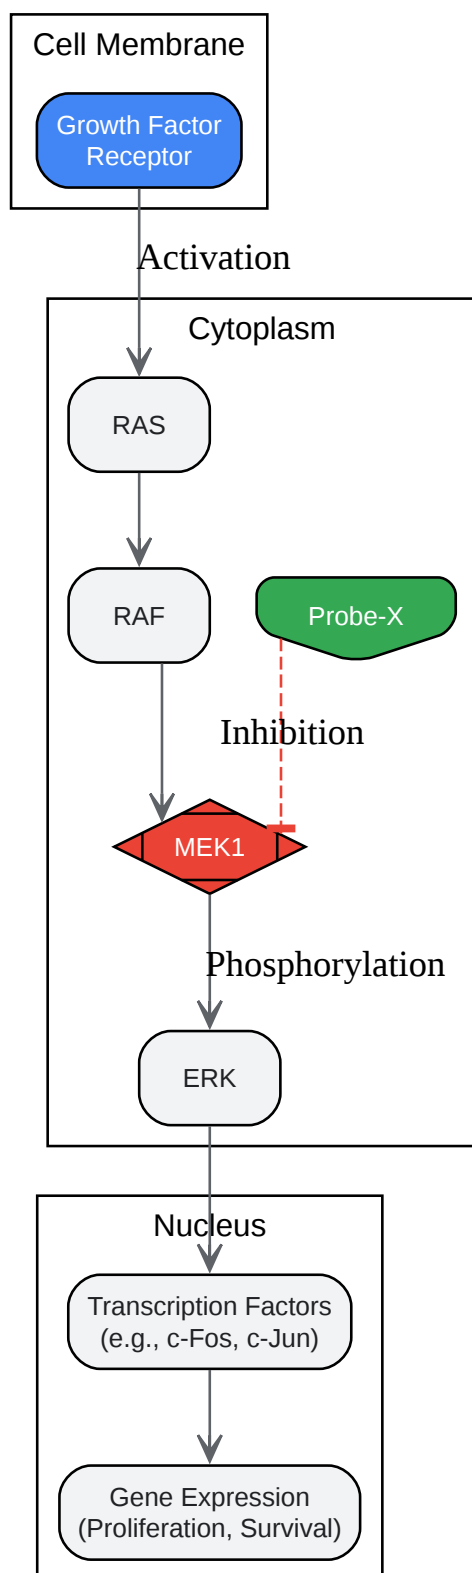 Cell Membrane
Growth Factor
Receptor
Activation
Cytoplasm
RAS
RAF
Probe-X
Inhibition
MEK1
Phosphorylation
ERK
Nucleus
Transcription Factors
(e.g., c-Fos, c-Jun)
Gene Expression
(Proliferation, Survival)